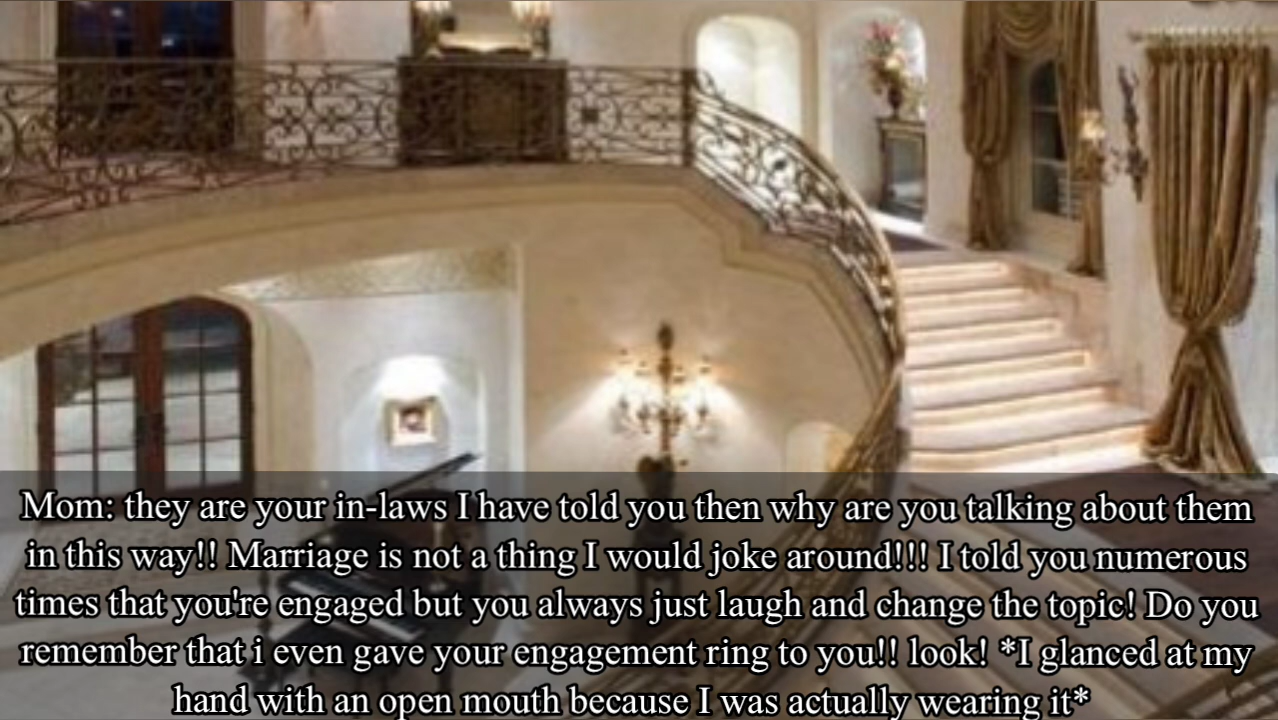 Mom: they are your in-laws I have told you then why are you talking about them
in this way!! Marriage is not a thing I would joke around!!! I told you numerous
times that you're engaged but you always just laugh and change the topic! Do you
remember that i even gave your engagement ring to you!! look! *I glanced at my
hand with an open mouth because I was actually wearing it*